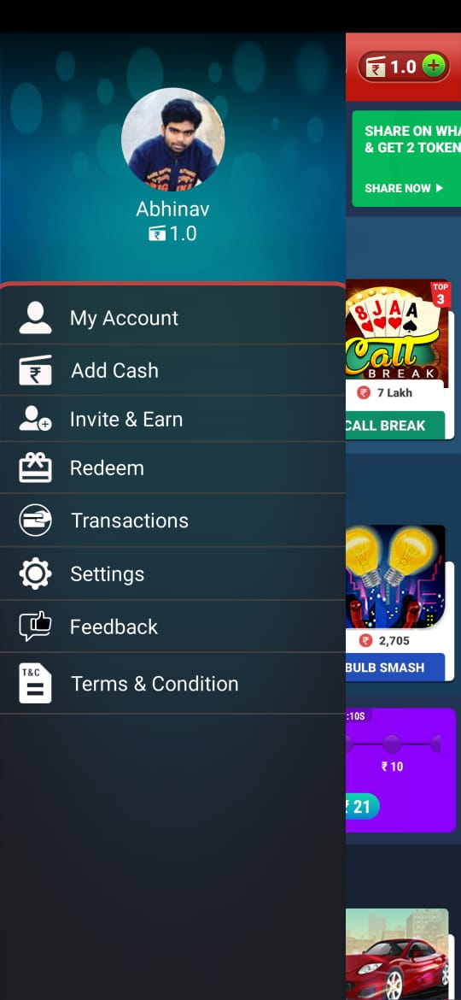 Abhinav
₹ 1.0
My Account
Add Cash
Invite & Earn
Redeem
Transactions
Settings
Feedback
T&C
Terms & Condition
₹ 1.0 +
SHARE ON WHA
& GET 2 TOKEN
SHARE NOW
TOP
3
8 J A A
Call
BREAK
₹ 7 Lakh
CALL BREAK
₹ 2,705
BULB SMASH
:10S
₹ 10
₹ 21